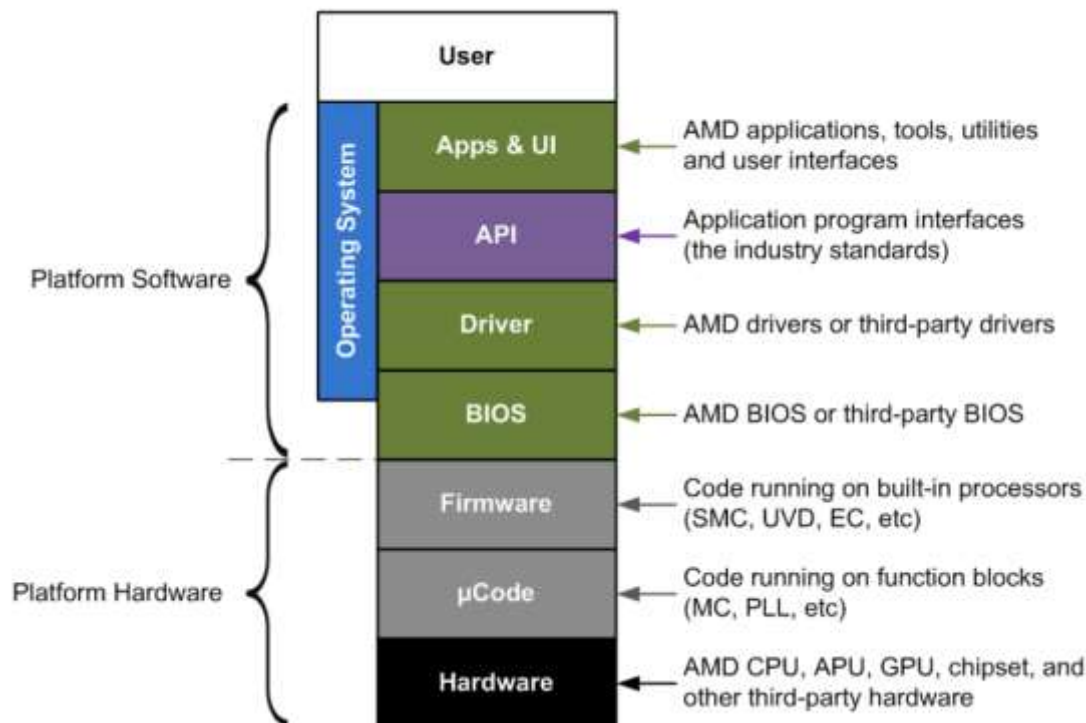 User
Operating System
Apps & UI
AMD applications, tools, utilities
and user interfaces
API
Application program interfaces
(the industry standards)
Platform Software
Driver
AMD drivers or third-party drivers
BIOS
AMD BIOS or third-party BIOS
Firmware
Code running on built-in processors
(SMC, UVD, EC, etc)
Platform Hardware
µCode
Code running on function blocks
(MC, PLL, etc)
Hardware
AMD CPU, APU, GPU, chipset, and
other third-party hardware